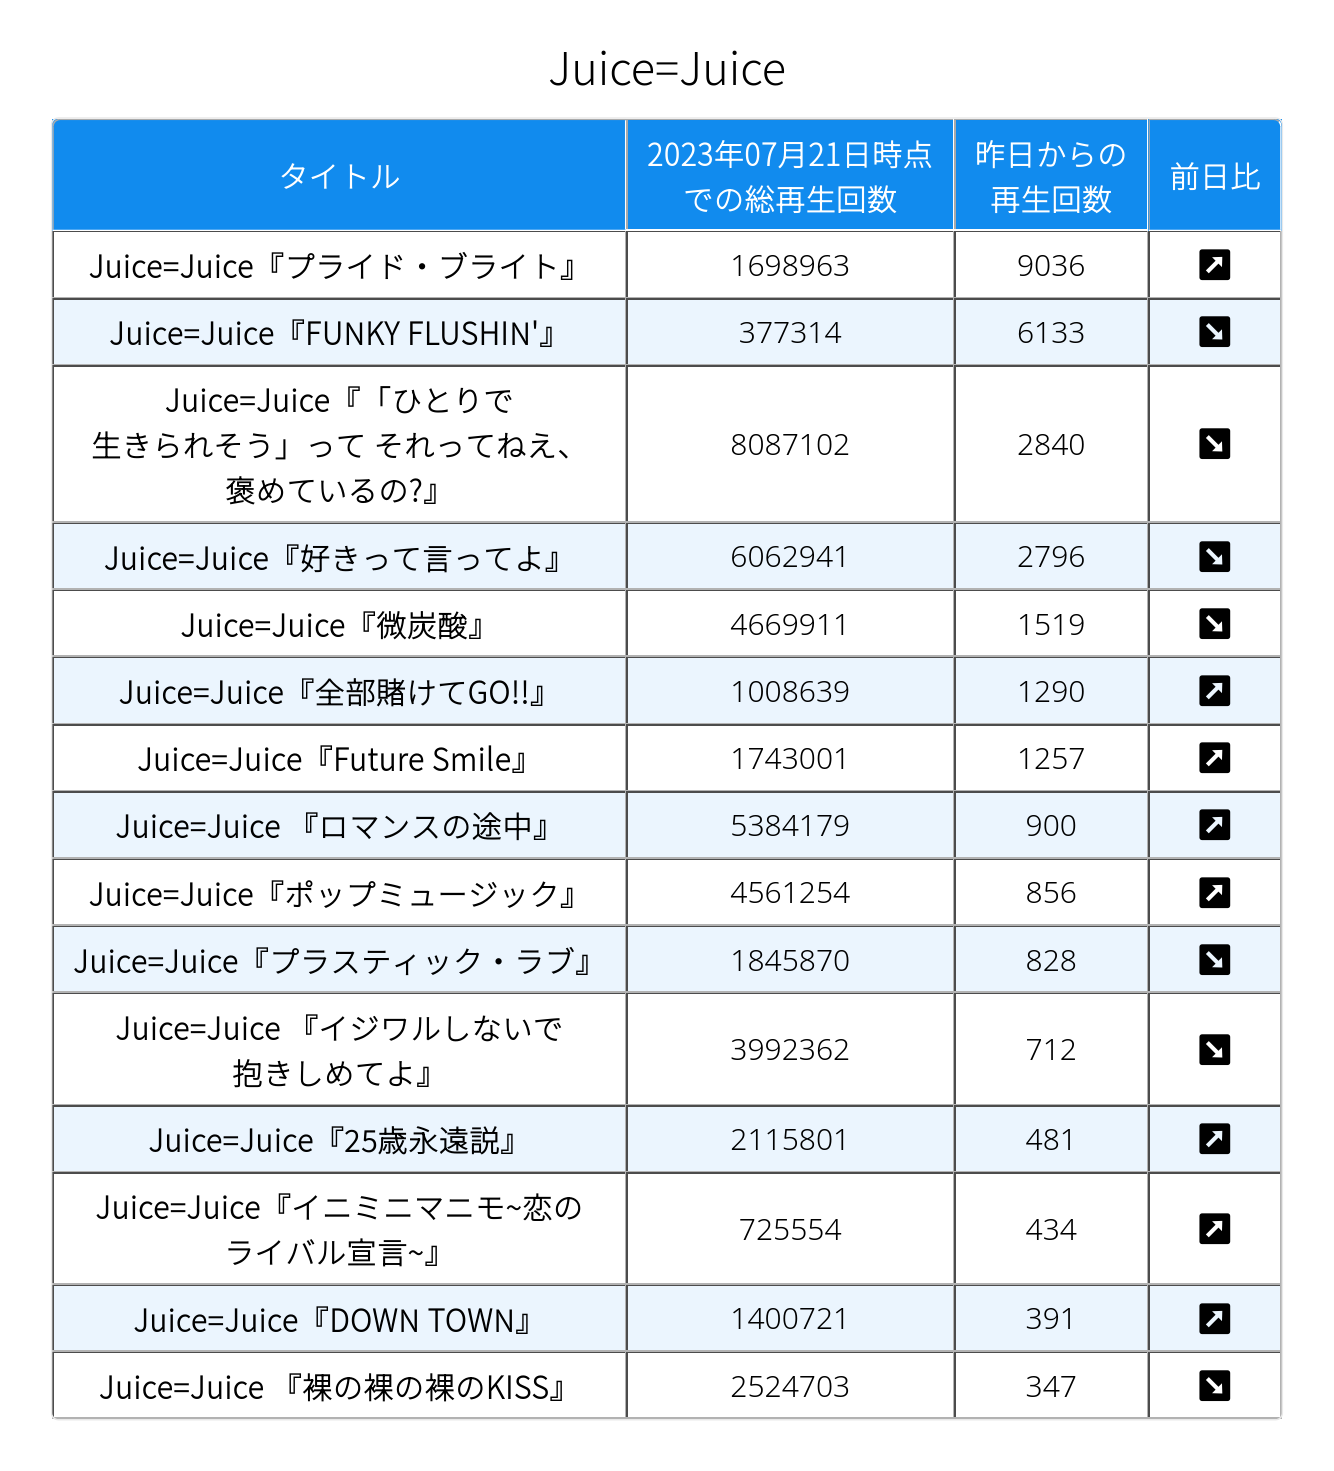 Juice=Juice
タイトル
2023年07月21日時点
での総再生回数
昨日からの
再生回数
前日比
Juice=Juice『プライド・ブライト』
1698963
9036
Juice=Juice『FUNKY FLUSHIN'』
377314
6133
Juice=Juice『「ひとりで
生きられそう」って それってねえ、
褒めているの?』
8087102
2840
Juice=Juice『好きって言ってよ』
6062941
2796
Juice=Juice『微炭酸』
4669911
1519
Juice=Juice『全部賭けてGO!!』
1008639
1290
Juice=Juice『Future Smile』
1743001
1257
Juice=Juice 『ロマンスの途中』
5384179
900
Juice=Juice『ポップミュージック』
4561254
856
Juice=Juice『プラスティック・ラブ』
1845870
828
Juice=Juice 『イジワルしないで
抱きしめてよ』
3992362
712
Juice=Juice『25歳永遠説』
2115801
481
Juice=Juice『イニミニマニモ~恋の
ライバル宣言~』
725554
434
Juice=Juice『DOWN TOWN』
1400721
391
Juice=Juice 『裸の裸の裸のKISS』
2524703
347